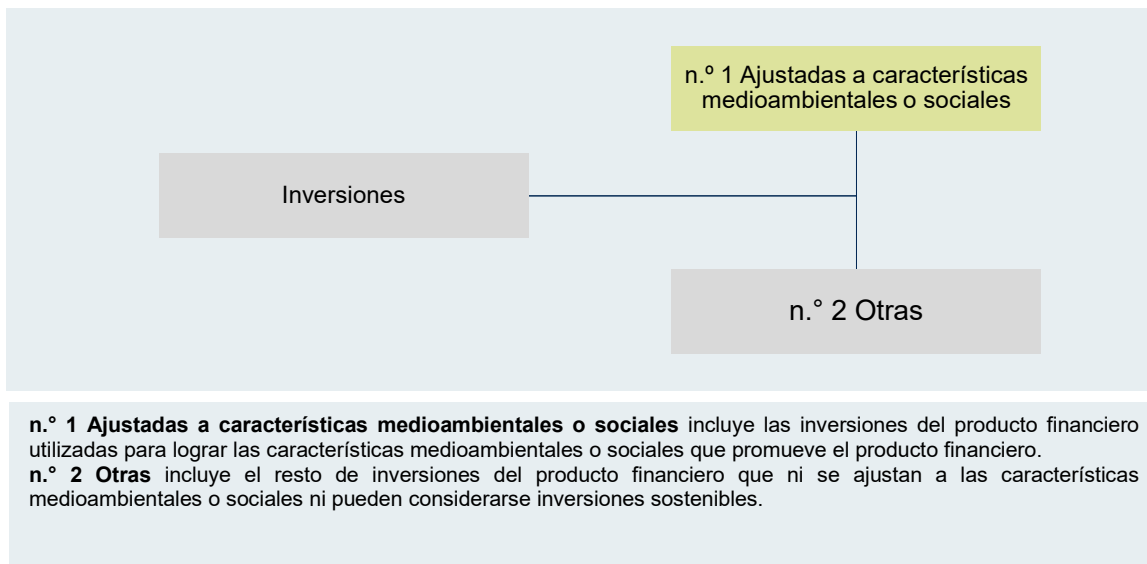 n.º 1 Ajustadas a características
medioambientales o sociales
Inversiones
n.° 2 Otras
n.° 1 Ajustadas a características medioambientales o sociales incluye las inversiones del producto financiero
utilizadas para lograr las características medioambientales o sociales que promueve el producto financiero.
n.° 2 Otras incluye el resto de inversiones del producto financiero que ni se ajustan a las características
medioambientales o sociales ni pueden considerarse inversiones sostenibles.